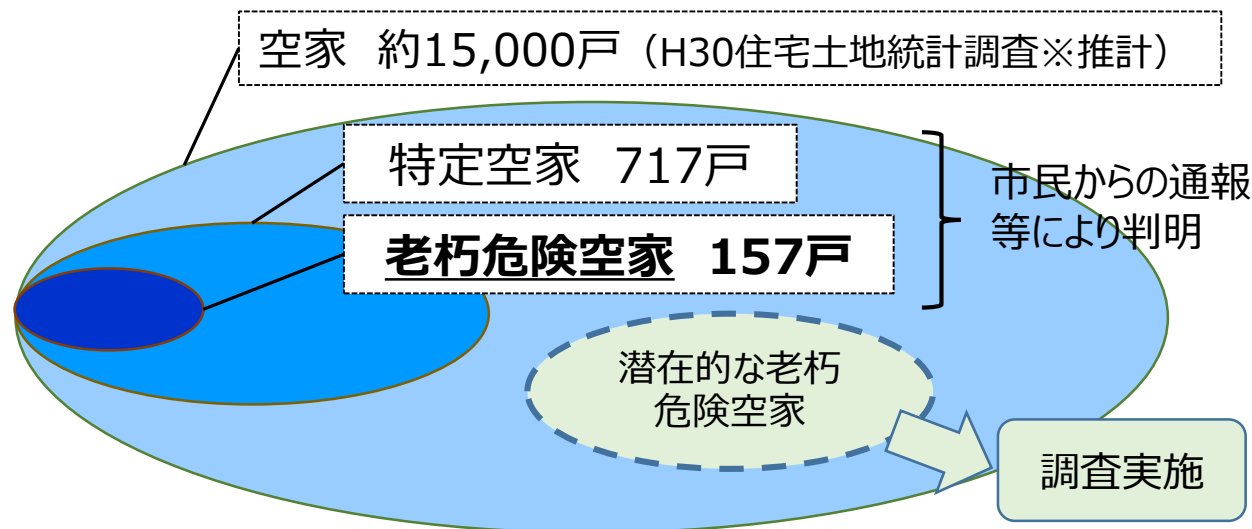 空家 約15,000戸（H30住宅土地統計調査※推計）
特定空家 717戸
老朽危険空家 157戸
市民からの通報
等により判明
潜在的な老朽
危険空家
調査実施